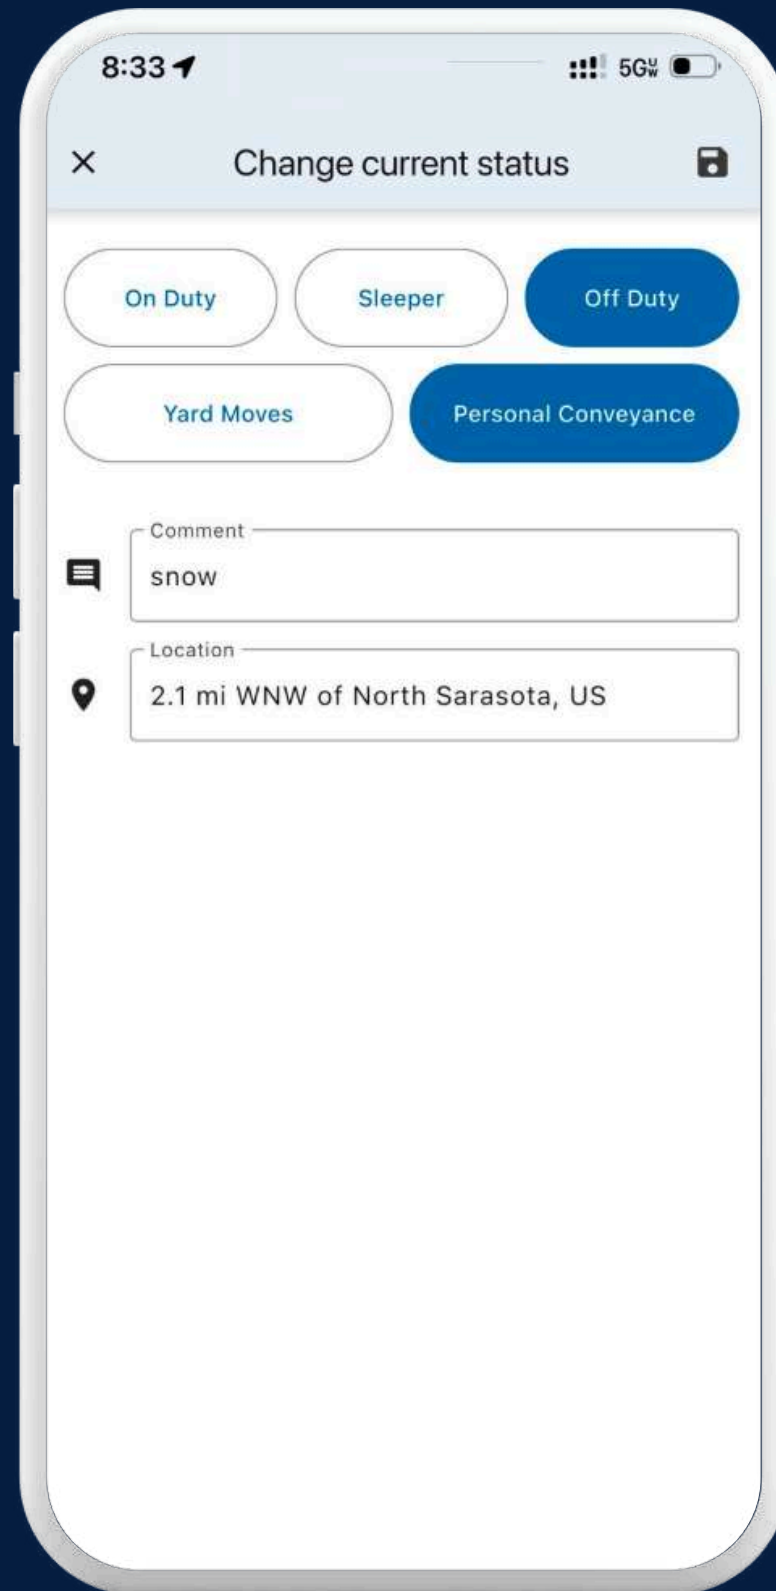 8:33 5G UW
Change current status
On Duty Sleeper Off Duty
Yard Moves Personal Conveyance
Comment
snow
Location
2.1 mi WNW of North Sarasota, US